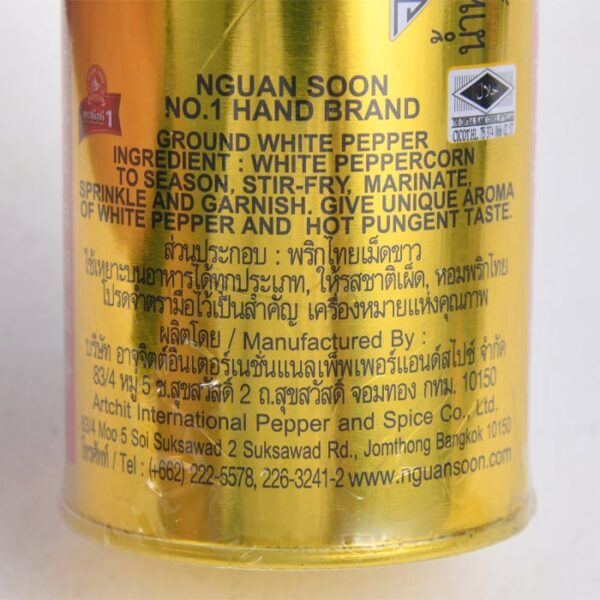 NGUAN SOON
NO.1 HAND BRAND
GROUND WHITE PEPPER
INGREDIENT : WHITE PEPPERCORN
TO SEASON, STIR-FRY, MARINATE,
SPRINKLE AND GARNISH. GIVE UNIQUE AROMA
OF WHITE PEPPER AND HOT PUNGENT TASTE.
ส่วนประกอบ : พริกไทยเม็ดขาว
ใช้เหยาะบนอาหารได้ทุกประเภท, ให้รสชาติเผ็ด, หอมพริกไทย
โปรดจำตรามือไว้เป็นสำคัญ เครื่องหมายแห่งคุณภาพ
ผลิตโดย / Manufactured By :
บริษัท อาจจิตต์อินเตอร์เนชั่นแนลเพ็พเพอร์แอนด์สไปซ์ จำกัด
83/4 หมู่ 5 ซ.สุขสวัสดิ์ 2 ถ.สุขสวัสดิ์ จอมทอง กทม. 10150
Artchit International Pepper and Spice Co., Ltd.
83/4 Moo 5 Soi Suksawad 2 Suksawad Rd., Jomthong Bangkok 10150
โทรศัพท์ / Tel : (+662) 222-5578, 226-3241-2 www.nguansoon.com
حلال
1